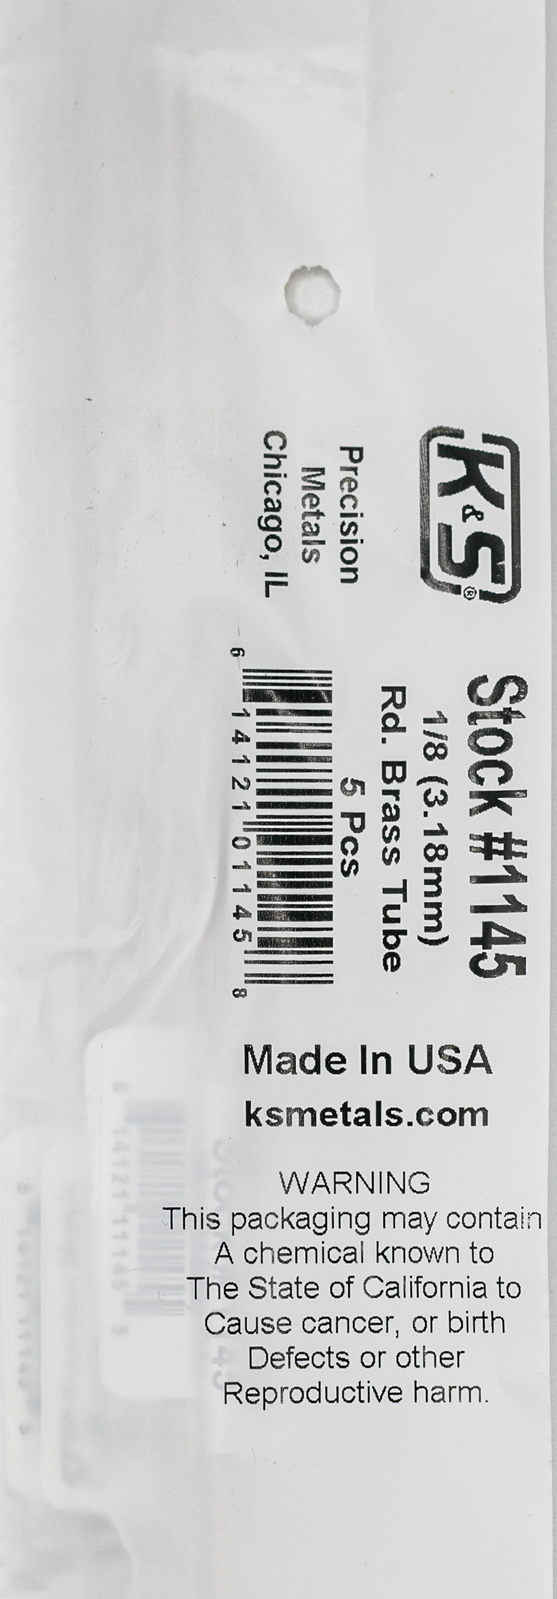 K&S®
Precision
Metals
Chicago, IL
Stock #1145
1/8 (3.18mm)
Rd. Brass Tube
5 Pcs
6 14121 01145 8
Made In USA
ksmetals.com
WARNING
This packaging may contain
A chemical known to
The State of California to
Cause cancer, or birth
Defects or other
Reproductive harm.